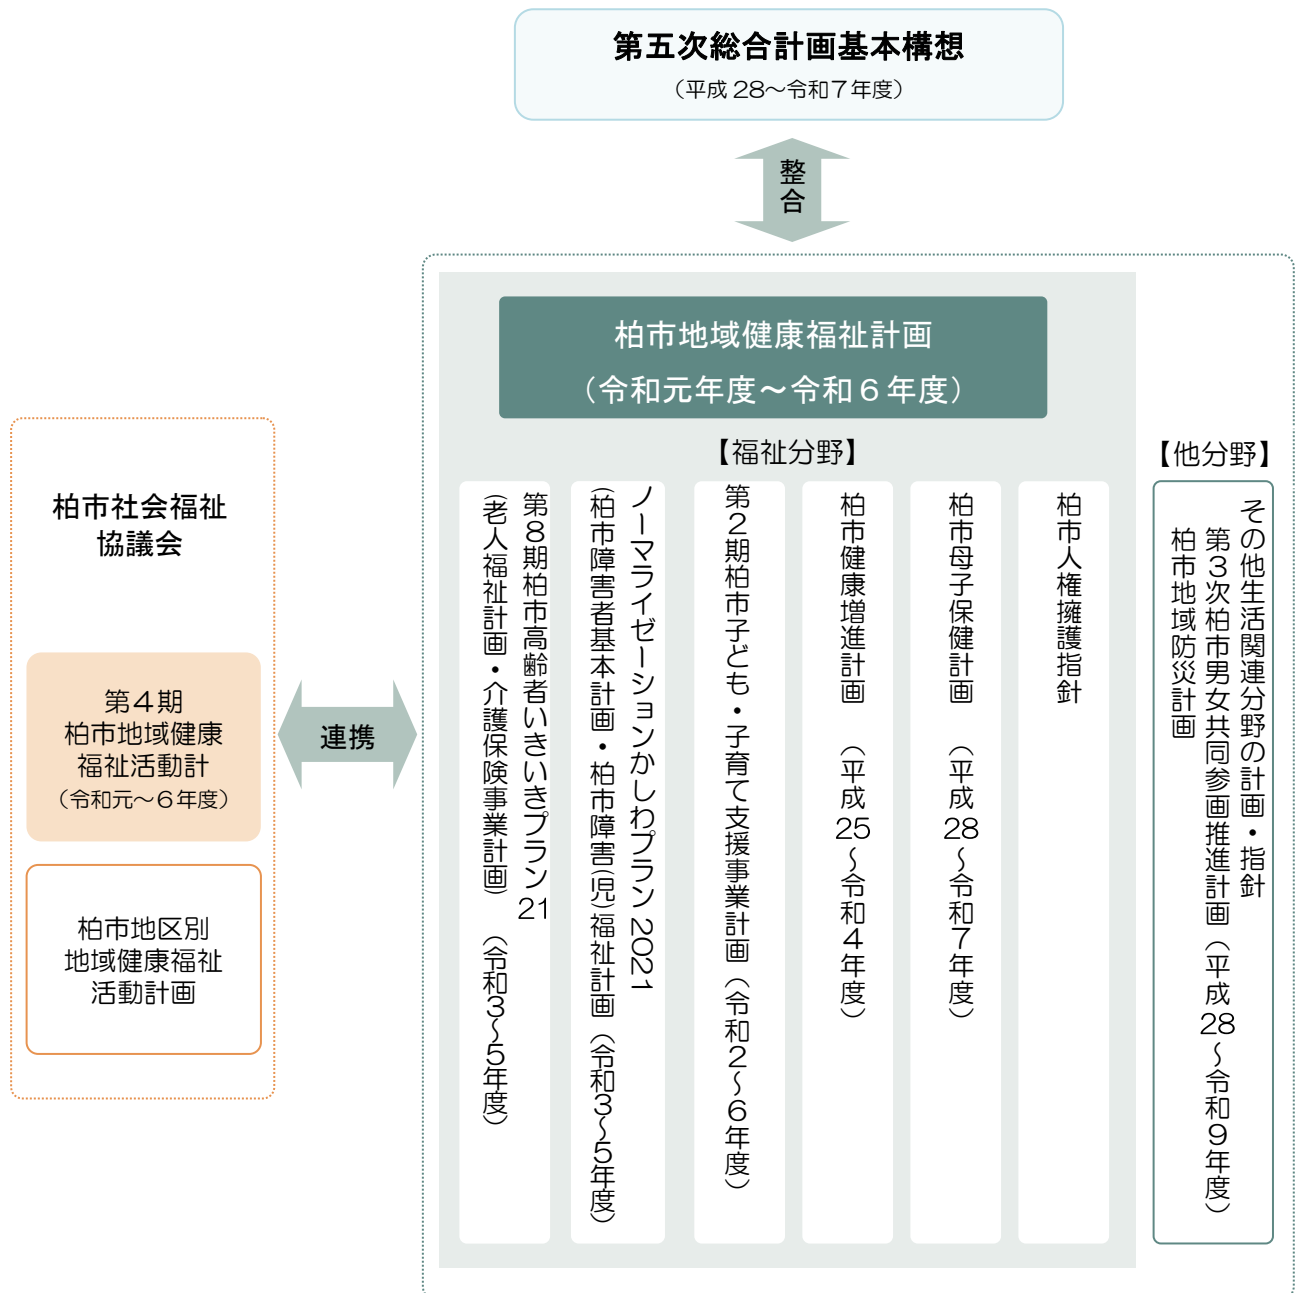 第五次総合計画基本構想
（平成 28～令和７年度）
整合
柏市地域健康福祉計画
（令和元年度～令和６年度）
【福祉分野】
【他分野】
柏市社会福祉
協議会
第４期
柏市地域健康
福祉活動計
（令和元～６年度）
柏市地区別
地域健康福祉
活動計画
連携
第８期柏市高齢者いきいきプラン 21
（老人福祉計画・介護保険事業計画）　（令和３～５年度）
ノーマライゼーションかしわプラン 2021
（柏市障害者基本計画・柏市障害(児)福祉計画（令和３～５年度）
第２期柏市子ども・子育て支援事業計画（令和２～６年度）
柏市健康増進計画　（平成 25～令和４年度）
柏市母子保健計画　（平成 28～令和７年度）
柏市人権擁護指針
その他生活関連分野の計画・指針
第３次柏市男女共同参画推進計画（平成 28～令和９年度）
柏市地域防災計画